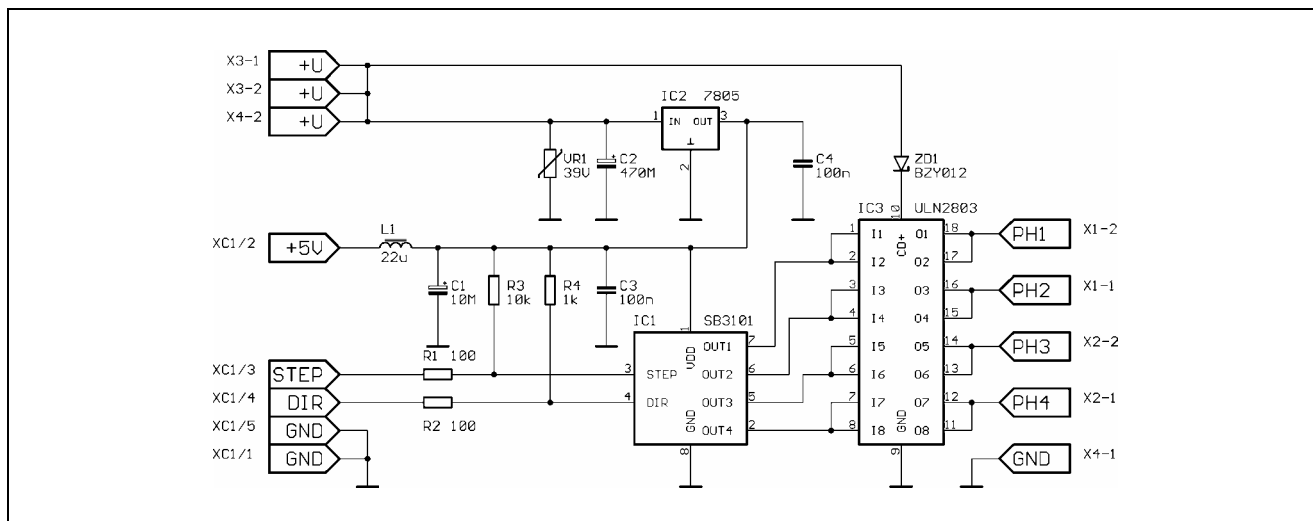 X3-1 +U
X3-2 +U
X4-2 +U
IC2 7805
1 IN OUT 3
2
VR1
39V
+
C2
470M
C4
100n
ZD1
BZY012
XC1/2 +5V
L1
22u
+
C1
10M
R3
10k
R4
1k
C3
100n
IC1 SB3101
1
VDD
OUT1 7
OUT2 6
OUT3 5
OUT4 2
3 STEP
4 DIR
GND
8
R1 100
R2 100
XC1/3 STEP
XC1/4 DIR
XC1/5 GND
XC1/1 GND
IC3 ULN2803
10
CD+
1 I1 O1 18
2 I2 O2 17
3 I3 O3 16
4 I4 O4 15
5 I5 O5 14
6 I6 O6 13
7 I7 O7 12
8 I8 O8 11
GND
9
PH1 X1-2
PH2 X1-1
PH3 X2-2
PH4 X2-1
GND X4-1